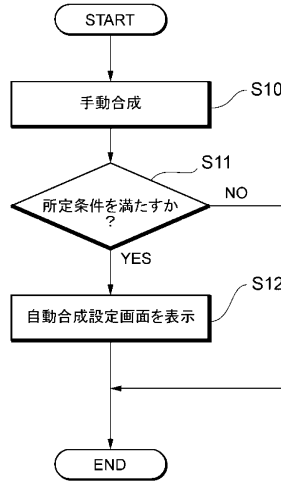 START
手動合成
S10
S11
所定条件を満たすか
?
NO
YES
S12
自動合成設定画面を表示
END